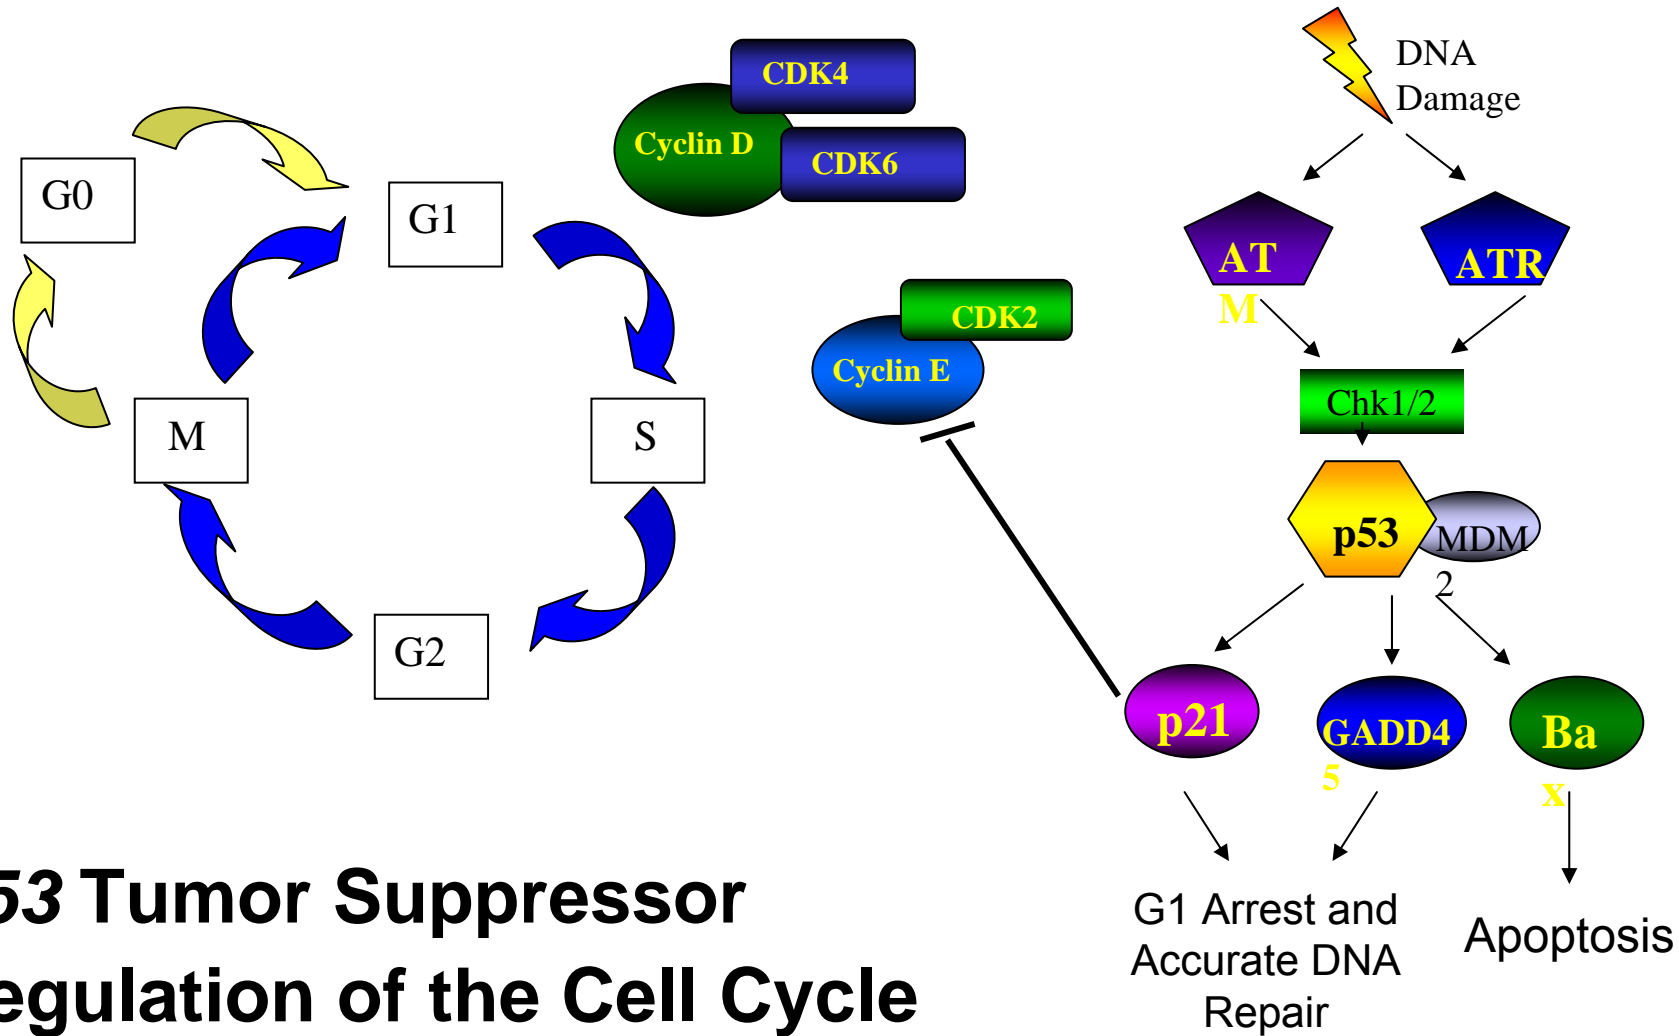 CDK4
Cyclin D
CDK6
DNA
Damage
G0
G1
AT
M
ATR
CDK2
Cyclin E
Chk1/2
M
S
p53
MDM
2
G2
p21
GADD4
5
Ba
x
53 Tumor Suppressor
egulation of the Cell Cycle
G1 Arrest and
Accurate DNA
Repair
Apoptosis